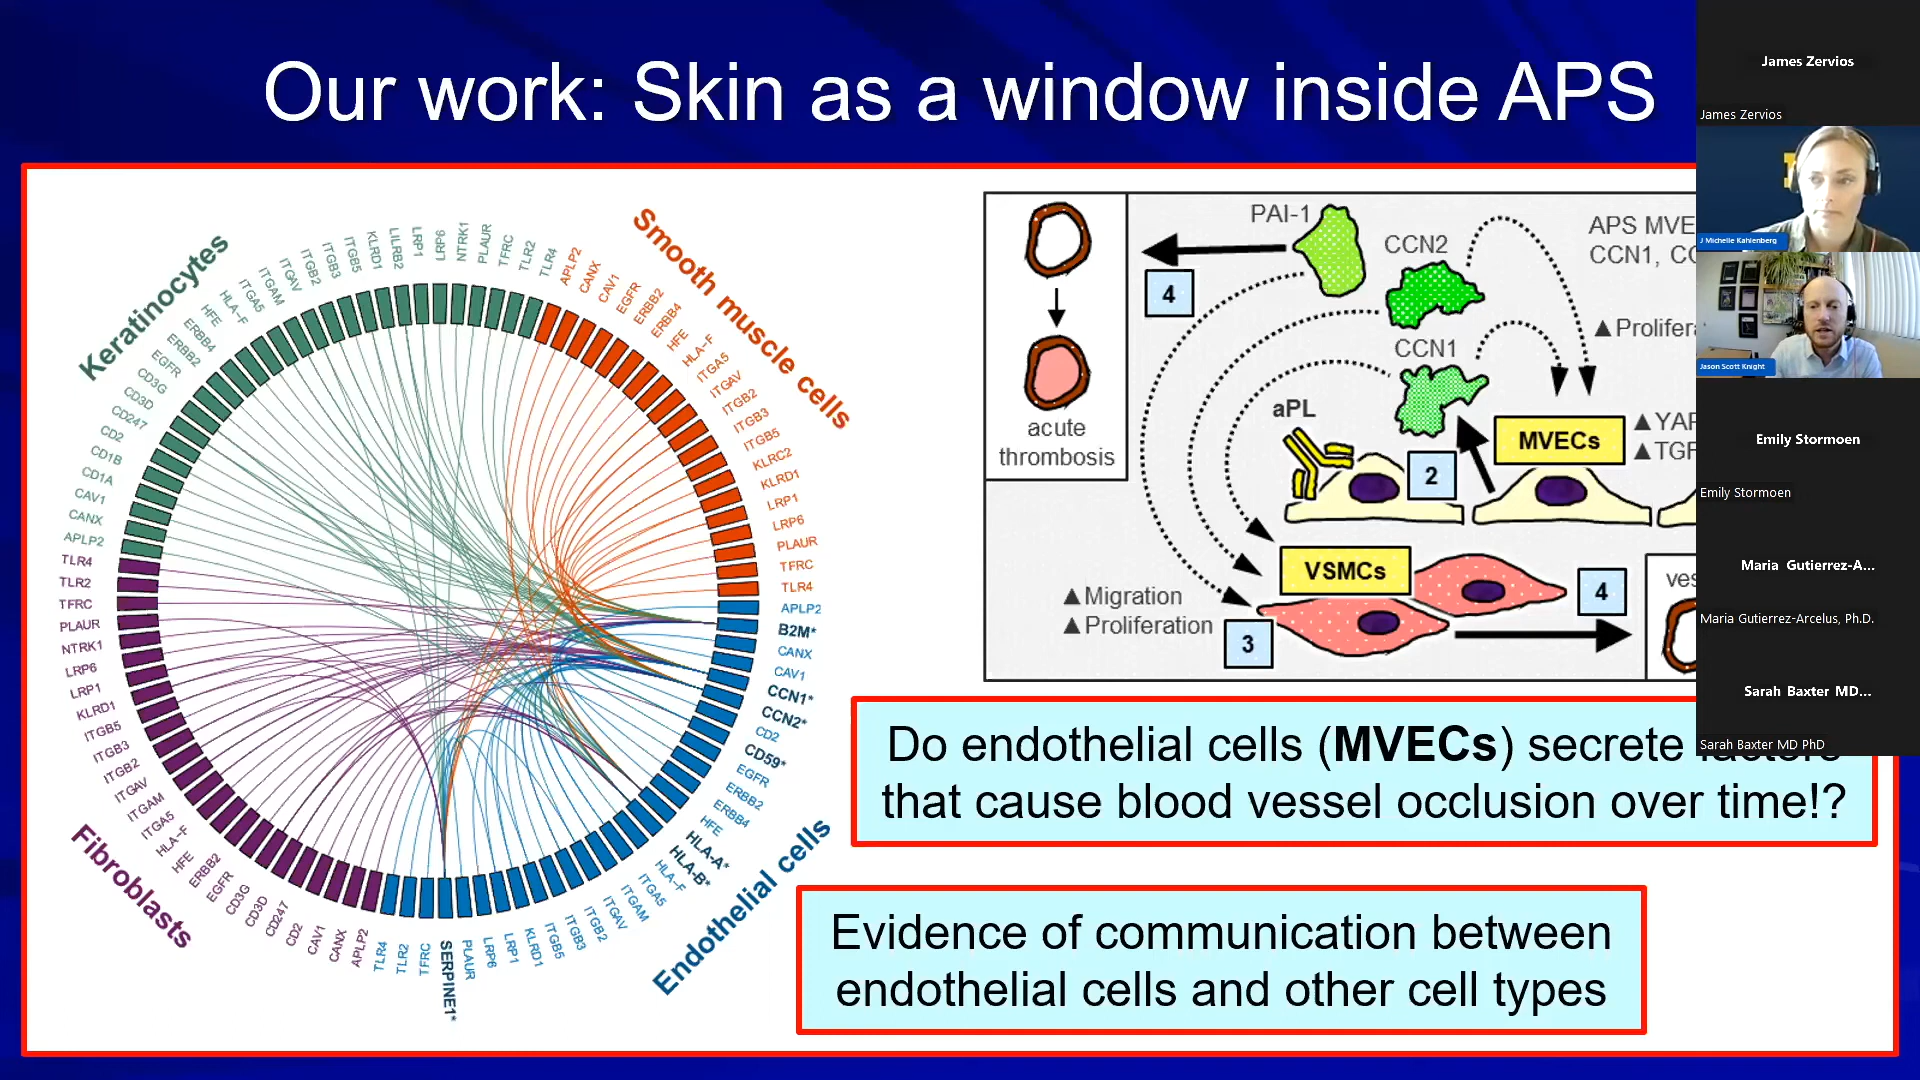 Our work: Skin as a window inside APS
Keratinocytes
Smooth muscle cells
Fibroblasts
Endothelial cells
APLP2
CANX
CAV1
CD1A
CD1B
CD2
CD247
CD3D
CD3G
EGFR
ERBB2
ERBB4
HFE
HLA-F
ITGA5
ITGAM
ITGAV
ITGB2
ITGB3
ITGB5
KLRD1
LILRB2
LRP1
LRP6
NTRK1
PLAUR
TFRC
TLR2
TLR4
APLP2
CANX
CAV1
EGFR
ERBB2
ERBB4
HFE
HLA-F
ITGA5
ITGAV
ITGB2
ITGB3
ITGB5
KLRC2
KLRD1
LRP1
LRP6
PLAUR
TFRC
TLR4
APLP2
B2M*
CANX
CAV1
CCN1*
CCN2*
CD2
CD59*
EGFR
ERBB2
ERBB4
HFE
HLA-A*
HLA-B*
HLA-F
ITGA5
ITGAM
ITGAV
ITGB2
ITGB3
ITGB5
KLRD1
LRP1
LRP6
PLAUR
SERPINE1*
TFRC
TLR2
TLR4
APLP2
CANX
CAV1
CD2
CD247
CD3D
CD3G
EGFR
ERBB2
HFE
HLA-F
ITGA5
ITGAM
ITGAV
ITGB2
ITGB3
ITGB5
KLRD1
LRP1
LRP6
NTRK1
PLAUR
TFRC
TLR2
TLR4
acute
thrombosis
PAI-1
4
CCN2
CCN1
APS MVE
CCN1, CC
▲Prolifer
aPL
2
MVECs
▲YAP
▲TGF
VSMCs
▲Migration
▲Proliferation
3
4
ves
Do endothelial cells (MVECs) secrete factors
that cause blood vessel occlusion over time!?
Evidence of communication between
endothelial cells and other cell types
James Zervios
James Zervios
J Michelle Kahlenberg
Jason Scott Knight
Emily Stormoen
Emily Stormoen
Maria Gutierrez-A...
Maria Gutierrez-Arcelus, Ph.D.
Sarah Baxter MD...
Sarah Baxter MD PhD